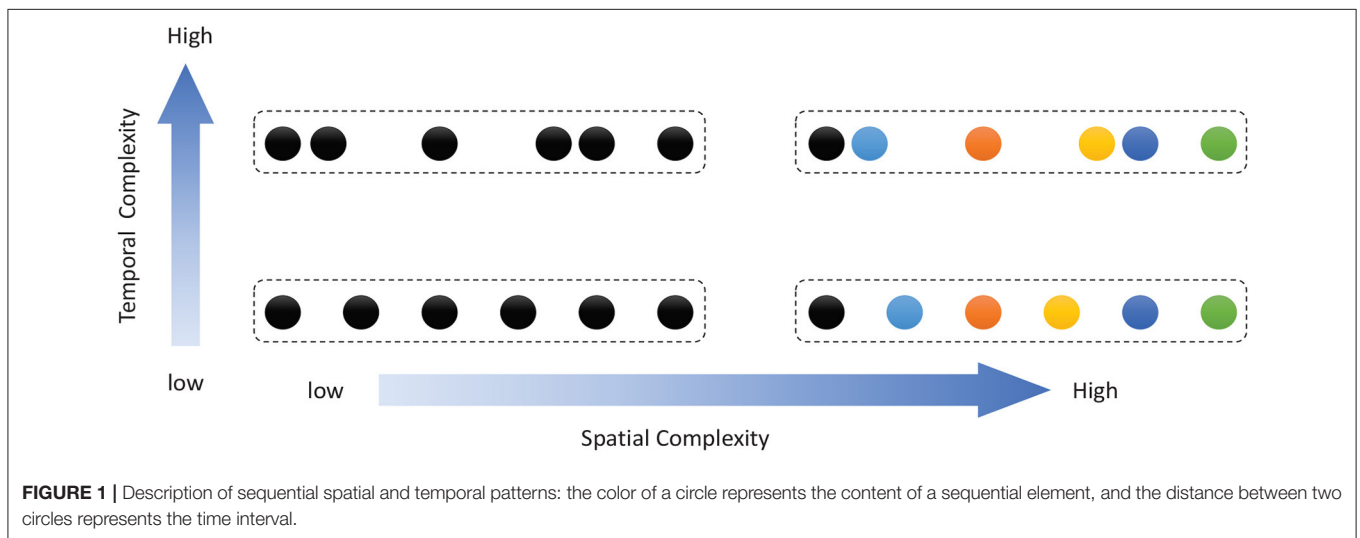 High
Temporal Complexity
low
low
High
Spatial Complexity
FIGURE 1 | Description of sequential spatial and temporal patterns: the color of a circle represents the content of a sequential element, and the distance between two
circles represents the time interval.